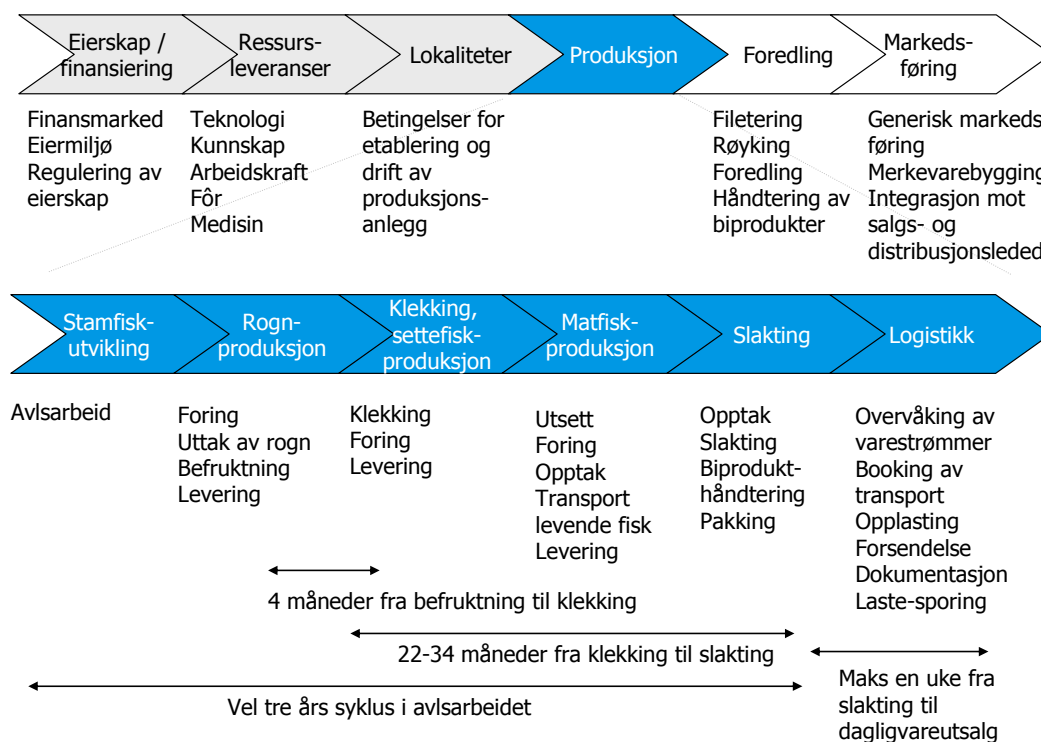 Eierskap /
finansiering
Ressurs-
leveranser
Lokaliteter
Produksjon
Foredling
Markeds-
føring
Finansmarked
Eiermiljø
Regulering av
eierskap
Teknologi
Kunnskap
Arbeidskraft
Fôr
Medisin
Betingelser for
etablering og
drift av
produksjons-
anlegg
Filetering
Røyking
Foredling
Håndtering av
biprodukter
Generisk markeds
føring
Merkevarebygging
Integrasjon mot
salgs- og
distribusjonsleded
Stamfisk-
utvikling
Rogn-
produksjon
Klekking,
settefisk-
produksjon
Matfisk-
produksjon
Slakting
Logistikk
Avlsarbeid
Foring
Uttak av rogn
Befruktning
Levering
Klekking
Foring
Levering
Utsett
Foring
Opptak
Transport
levende fisk
Levering
Opptak
Slakting
Biprodukt-
håndtering
Pakking
Overvåking av
varestrømmer
Booking av
transport
Opplasting
Forsendelse
Dokumentasjon
Laste-sporing
4 måneder fra befruktning til klekking
22-34 måneder fra klekking til slakting
Vel tre års syklus i avlsarbeidet
Maks en uke fra
slakting til
dagligvareutsalg